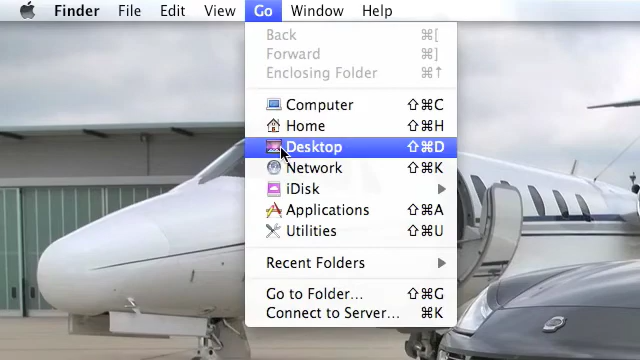 Finder File Edit View Go Window Help
Back ⌘[
Forward ⌘]
Enclosing Folder ⌘↑
Computer ⇧⌘C
Home ⇧⌘H
Desktop ⇧⌘D
Network ⇧⌘K
iDisk
Applications ⇧⌘A
Utilities ⇧⌘U
Recent Folders
Go to Folder... ⇧⌘G
Connect to Server... ⌘K